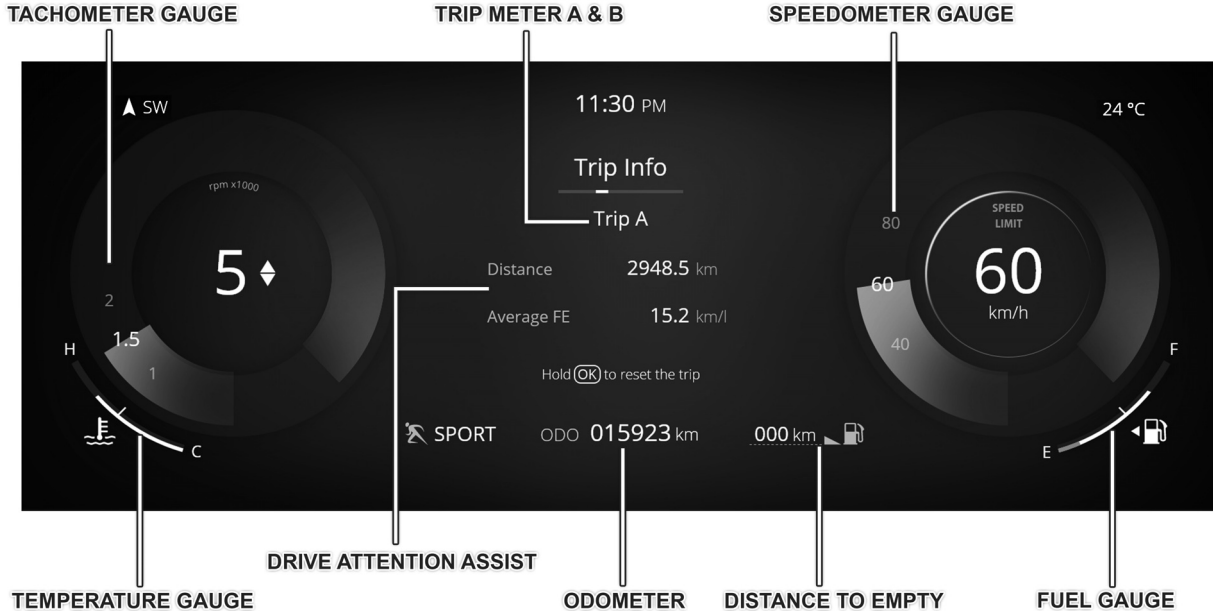 TACHOMETER GAUGE
TRIP METER A & B
SPEEDOMETER GAUGE
SW
11:30 PM
24 °C
Trip Info
rpm x1000
Trip A
SPEED
LIMIT
80
5
Distance 2948.5 km
60
60
km/h
2
Average FE 15.2 km/l
1.5
40
H
F
1
Hold OK to reset the trip
SPORT
ODO 015923 km
000 km
C
E
DRIVE ATTENTION ASSIST
TEMPERATURE GAUGE
ODOMETER
DISTANCE TO EMPTY
FUEL GAUGE